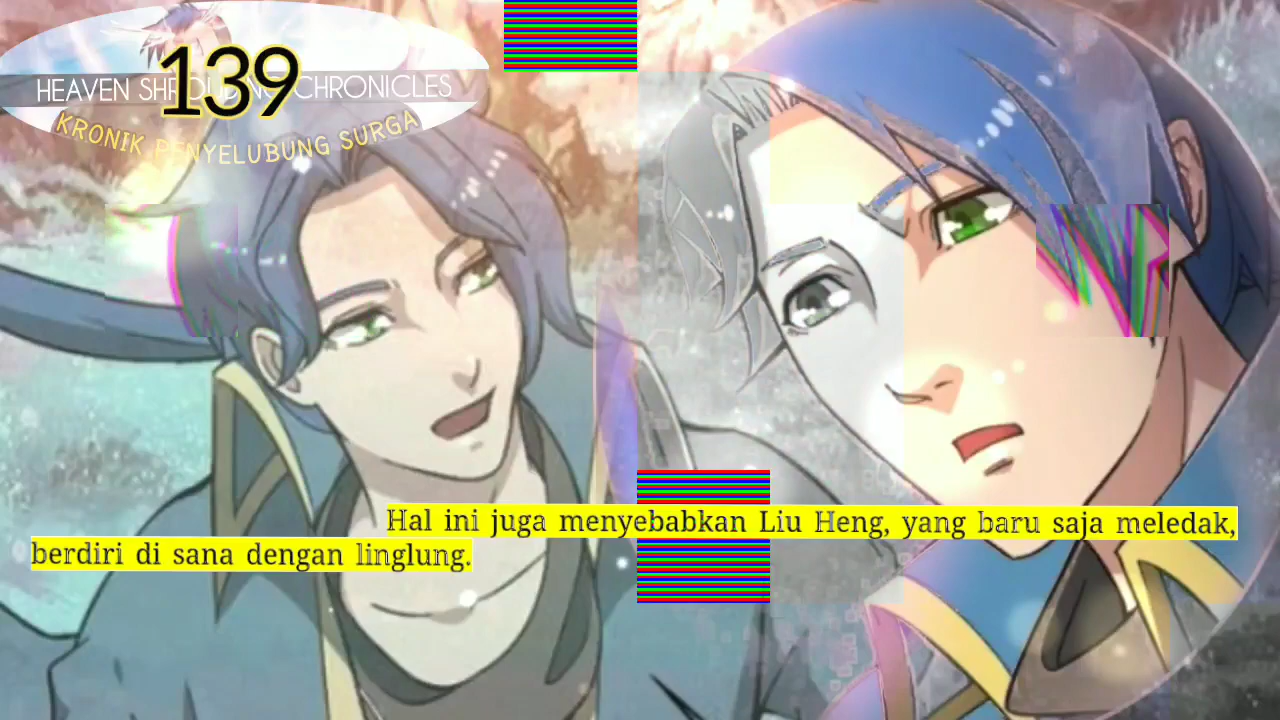 139
HEAVEN SHROUDING CHRONICLES
KRONIK PENYELUBUNG SURGA
Hal ini juga menyebabkan Liu Heng, yang baru saja meledak,
berdiri di sana dengan linglung.